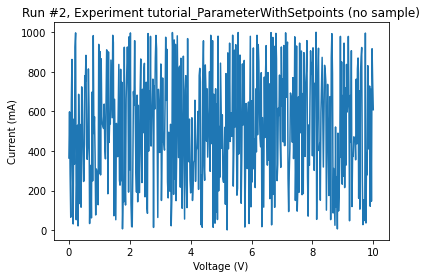 Run #2, Experiment tutorial_ParameterWithSetpoints (no sample)
1000
800
600
400
200
0
Current (mA)
0 2 4 6 8 10
Voltage (V)